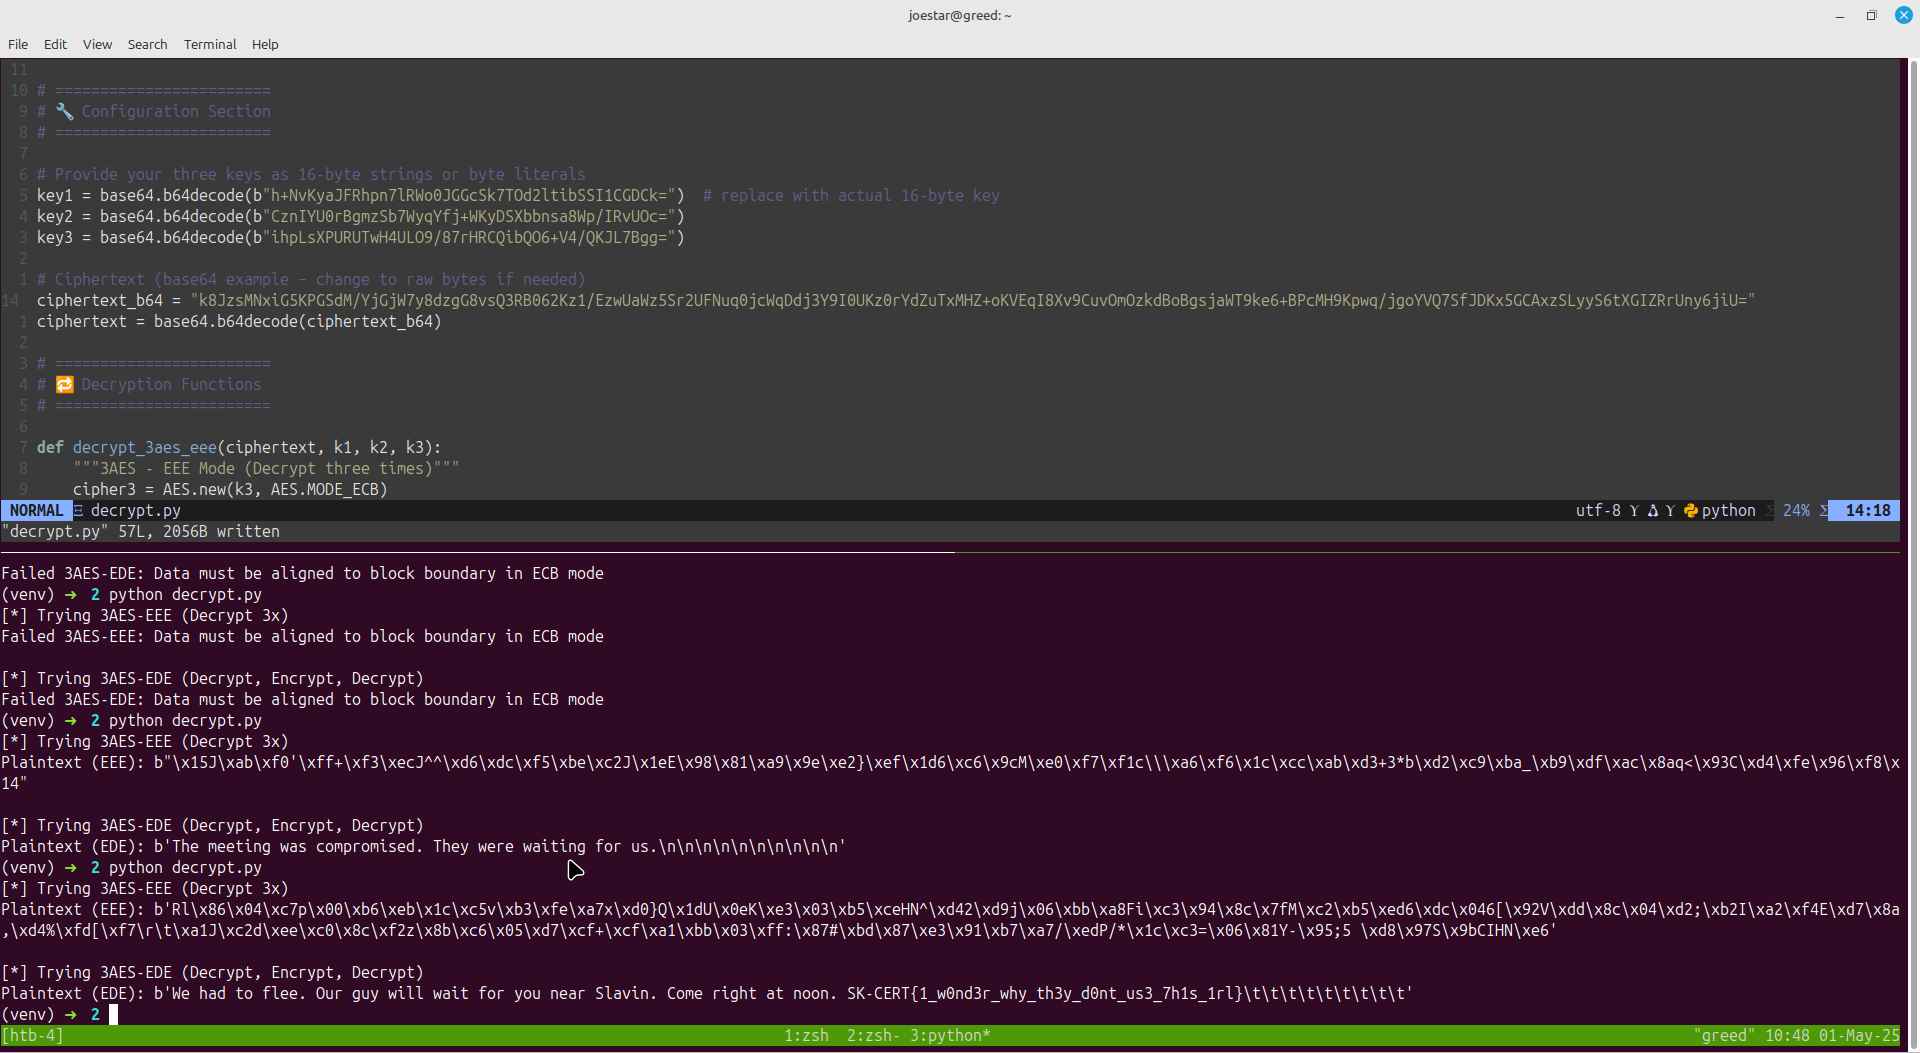 joestar@greed: ~
File Edit View Search Terminal Help
11
10 # ========================
9 # 🔧 Configuration Section
8 # ========================
7
6 # Provide your three keys as 16-byte strings or byte literals
5 key1 = base64.b64decode(b"h+NvKyaJFRhpn7lRWo0JGGcSk7TOd2ltibSSI1CGDCk=")  # replace with actual 16-byte key
4 key2 = base64.b64decode(b"CznIYU0rBgmzSb7WyqYfj+WKyDSXbbnsa8Wp/IRvUOc=")
3 key3 = base64.b64decode(b"ihpLsXPURUTwH4ULO9/87rHRCQibQO6+V4/QKJL7Bgg=")
2
1 # Ciphertext (base64 example – change to raw bytes if needed)
14 ciphertext_b64 = "k8JzsMNxiG5KPGSdM/YjGjW7y8dzgG8vsQ3RB062Kz1/EzwUaWz5Sr2UFNuq0jcWqDdj3Y9I0UKz0rYdZuTxMHZ+oKVEqI8Xv9CuvOmOzkdBoBgsjaWT9ke6+BPcMH9Kpwq/jgoYVQ7SfJDKx5GCAxzSLyyS6tXGIZRrUny6jiU="
1 ciphertext = base64.b64decode(ciphertext_b64)
2
3 # ========================
4 # 🔁 Decryption Functions
5 # ========================
6
7 def decrypt_3aes_eee(ciphertext, k1, k2, k3):
8     """3AES - EEE Mode (Decrypt three times)"""
9     cipher3 = AES.new(k3, AES.MODE_ECB)
NORMAL decrypt.py utf-8 python 24% 14:18
"decrypt.py" 57L, 2056B written
Failed 3AES-EDE: Data must be aligned to block boundary in ECB mode
(venv) ➜ 2 python decrypt.py
[*] Trying 3AES-EEE (Decrypt 3x)
Failed 3AES-EEE: Data must be aligned to block boundary in ECB mode
[*] Trying 3AES-EDE (Decrypt, Encrypt, Decrypt)
Failed 3AES-EDE: Data must be aligned to block boundary in ECB mode
(venv) ➜ 2 python decrypt.py
[*] Trying 3AES-EEE (Decrypt 3x)
Plaintext (EEE): b"\x15J\xab\xf0'\xff+\xf3\xecJ^^\xd6\xdc\xf5\xbe\xc2J\x1eE\x98\x81\xa9\x9e\xe2}\xef\x1d6\xc6\x9cM\xe0\xf7\xf1c\\\xa6\xf6\x1c\xcc\xab\xd3+3*b\xd2\xc9\xba_\xb9\xdf\xac\x8aq<\x93C\xd4\xfe\x96\xf8\x
14"
[*] Trying 3AES-EDE (Decrypt, Encrypt, Decrypt)
Plaintext (EDE): b'The meeting was compromised. They were waiting for us.\n\n\n\n\n\n\n\n\n\n'
(venv) ➜ 2 python decrypt.py
[*] Trying 3AES-EEE (Decrypt 3x)
Plaintext (EEE): b'Rl\x86\x04\xc7p\x00\xb6\xeb\x1c\xc5v\xb3\xfe\xa7x\xd0}Q\x1dU\x0eK\xe3\x03\xb5\xceHN^\xd42\xd9j\x06\xbb\xa8Fi\xc3\x94\x8c\x7fM\xc2\xb5\xed6\xdc\x046[\x92V\xdd\x8c\x04\xd2;\xb2I\xa2\xf4E\xd7\x8a
,\xd4%\xfd[\xf7\r\t\xa1J\xc2d\xee\xc0\x8c\xf2z\x8b\xc6\x05\xd7\xcf+\xcf\xa1\xbb\x03\xff:\x87#\xbd\x87\xe3\x91\xb7\xa7/\xedP/*\x1c\xc3=\x06\x81Y-\x95;5 \xd8\x97S\x9bCIHN\xe6'
[*] Trying 3AES-EDE (Decrypt, Encrypt, Decrypt)
Plaintext (EDE): b'We had to flee. Our guy will wait for you near Slavin. Come right at noon. SK-CERT{1_w0nd3r_why_th3y_d0nt_us3_7h1s_1rl}\t\t\t\t\t\t\t\t\t'
(venv) ➜ 2
[htb-4] 1:zsh 2:zsh- 3:python* "greed" 10:48 01-May-25